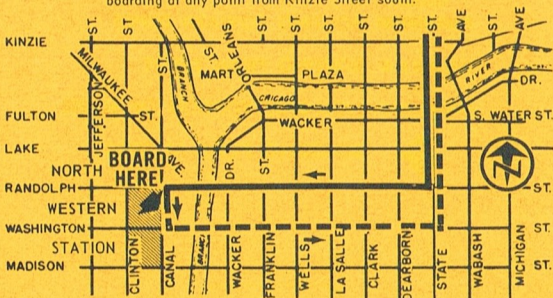 boarding at any point from Kinzie Street south.
ST. ST. ST. ST. ST. ST. ST. ST. AVE AVE
KINZIE
MILWAUKEE AVE
JEFFERSON
ORLEANS
MART PLAZA
CHICAGO RIVER
DR.
FULTON ST. WACKER S. WATER ST.
LAKE
DR. ST.
NORTH BOARD
HERE!
RANDOLPH ST.
WESTERN
WASHINGTON ST.
STATION
MADISON ST.
N
BRANCH
CLINTON
CANAL
WACKER
FRANKLIN
WELLS
LA SALLE
CLARK
DEARBORN
STATE
WABASH
MICHIGAN